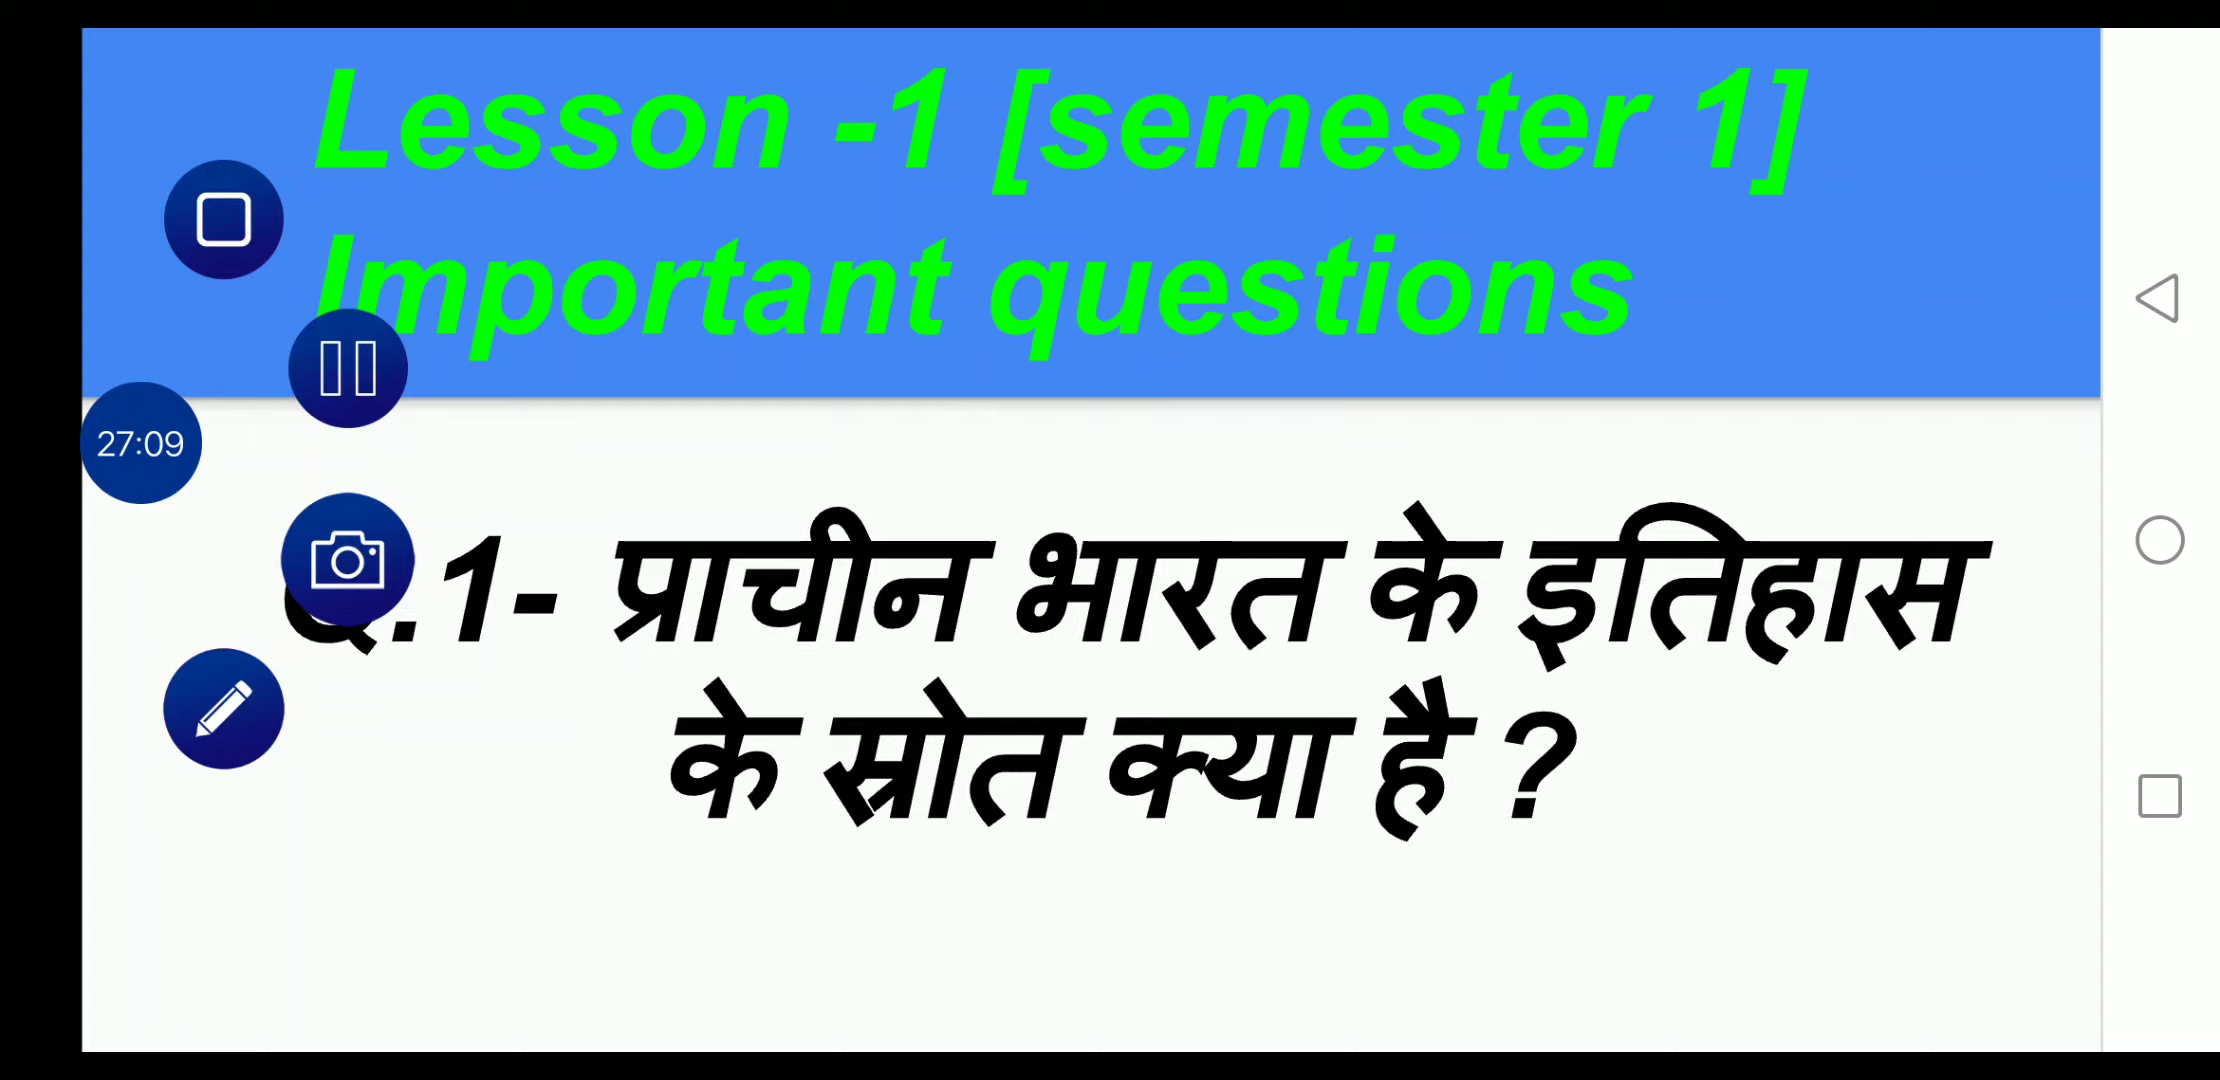 Lesson -1 [semester 1]
Important questions
27:09
Q.1- प्राचीन भारत के इतिहास
के स्रोत क्या है ?